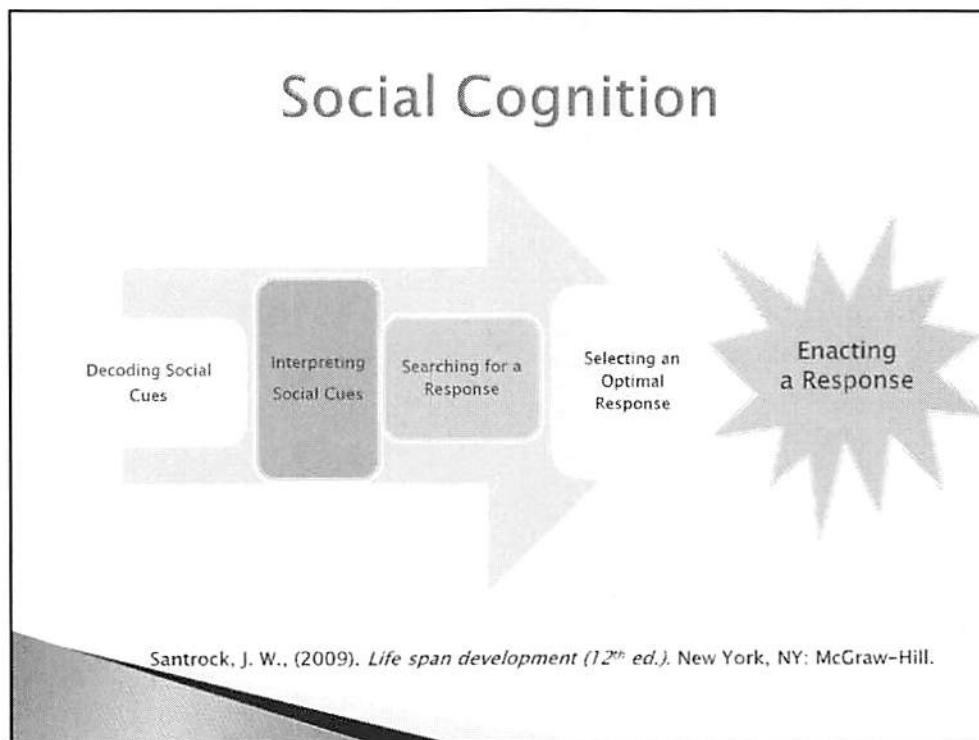 Social Cognition
Decoding Social
Cues
Interpreting
Social Cues
Searching for a
Response
Selecting an
Optimal
Response
Enacting
a Response
Santrock, J. W., (2009). Life span development (12th ed.). New York, NY: McGraw-Hill.